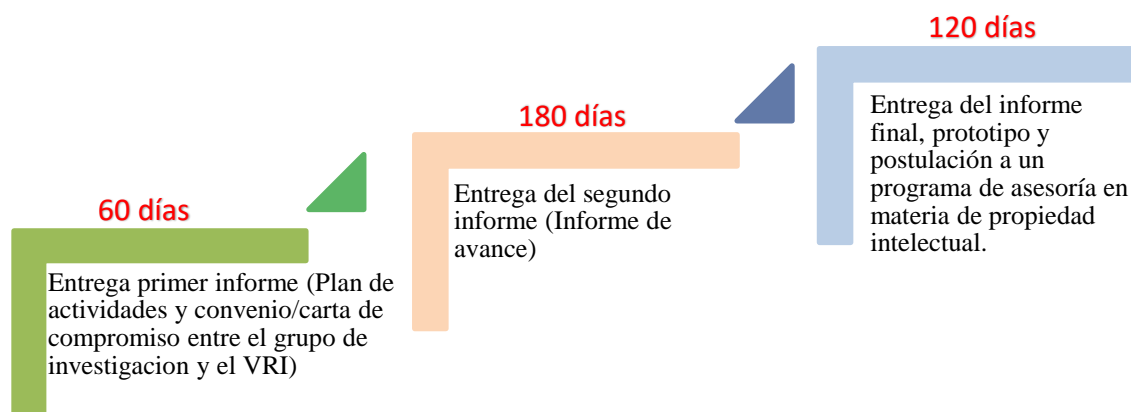 60 días
Entrega primer informe (Plan de
actividades y convenio/carta de
compromiso entre el grupo de
investigacion y el VRI)
180 días
Entrega del segundo
informe (Informe de
avance)
120 días
Entrega del informe
final, prototipo y
postulación a un
programa de asesoría en
materia de propiedad
intelectual.